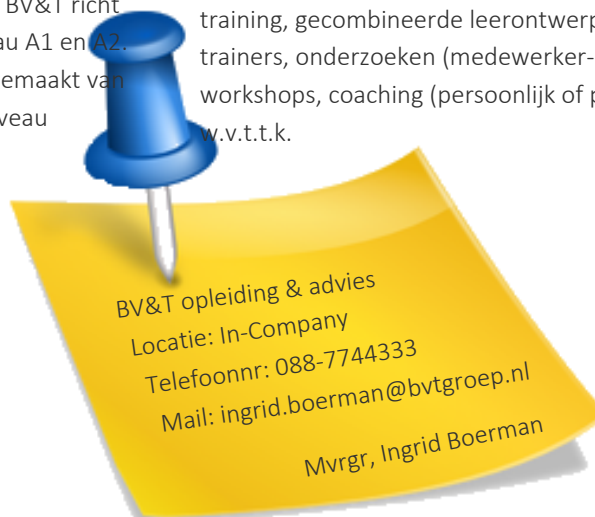 BV&T richt
au A1 en A2.
emaakt van
veau
training, gecombineerde leerontwerp
trainers, onderzoeken (medewerker-
workshops, coaching (persoonlijk of p
w.v.t.t.k.
BV&T opleiding & advies
Locatie: In-Company
Telefoonnr: 088-7744333
Mail: ingrid.boerman@bvtgroep.nl
Mvrgr, Ingrid Boerman